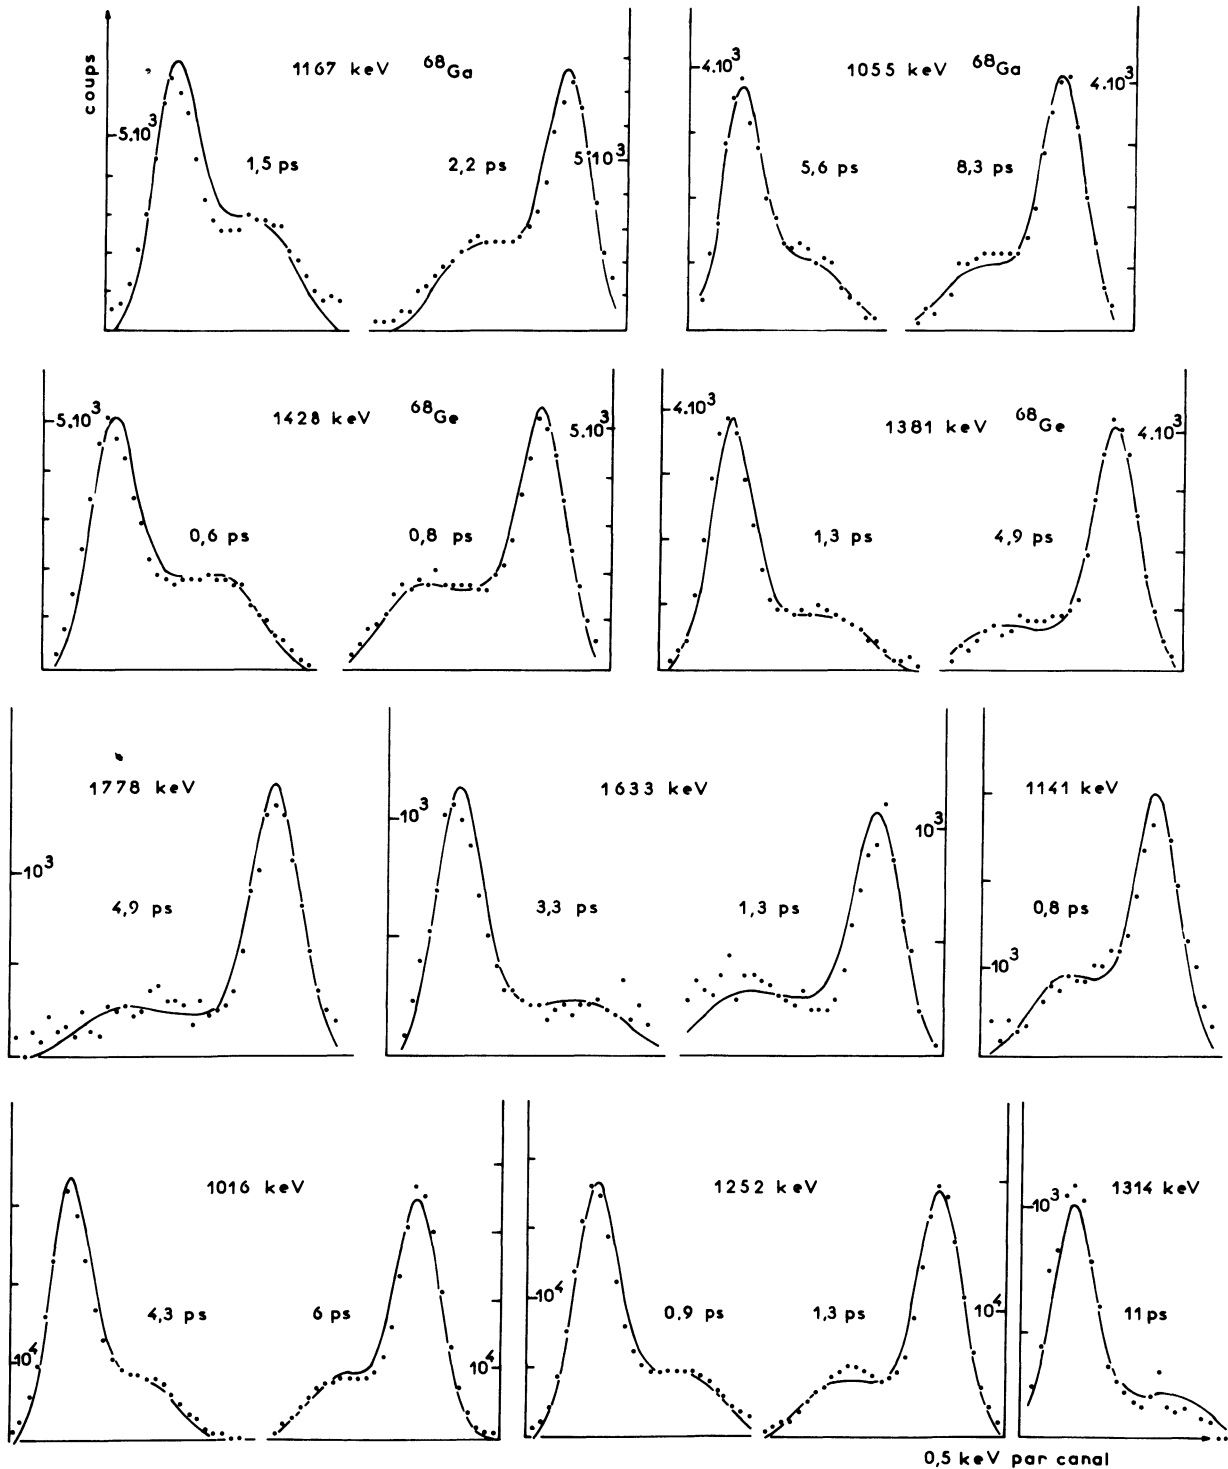 coups
1167 keV ⁶⁸Ga
5.10³
1,5 ps
2,2 ps
5 10³
1055 keV ⁶⁸Ga
4.10³
4.10³
5,6 ps
8,3 ps
1428 keV ⁶⁸Ge
5.10³
5.10³
0,6 ps
0,8 ps
1381 keV ⁶⁸Ge
4.10³
4.10³
1,3 ps
4,9 ps
1778 keV
10³
4,9 ps
1633 keV
10³
10³
3,3 ps
1,3 ps
1141 keV
0,8 ps
10³
1016 keV
4,3 ps
6 ps
10⁴
10⁴
1252 keV
10⁴
0,9 ps
1,3 ps
10⁴
1314 keV
10³
11 ps
0,5 keV par canal